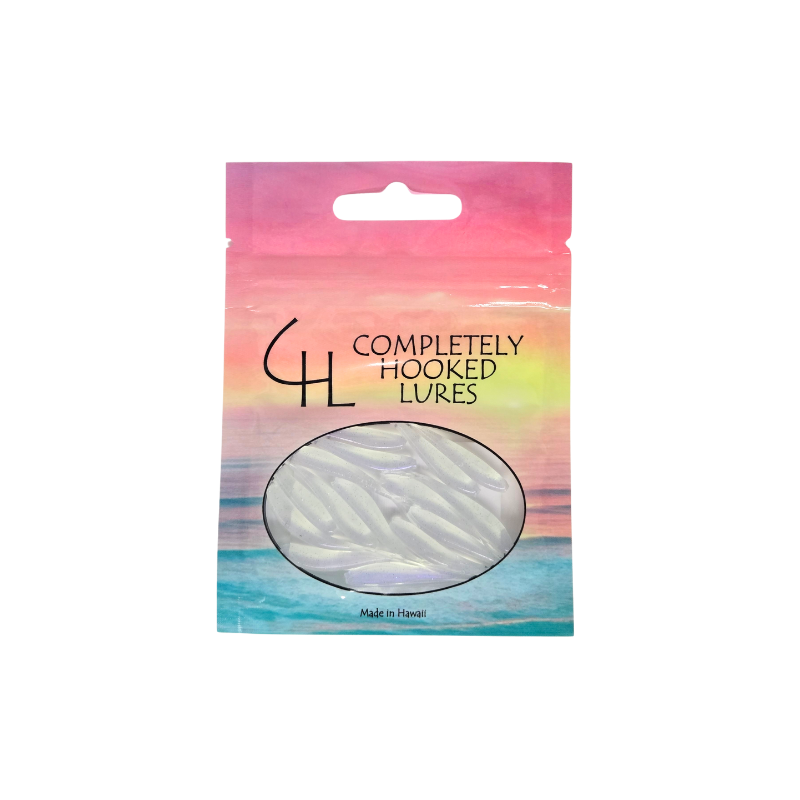 CHL
COMPLETELY
HOOKED
LURES
Made in Hawaii